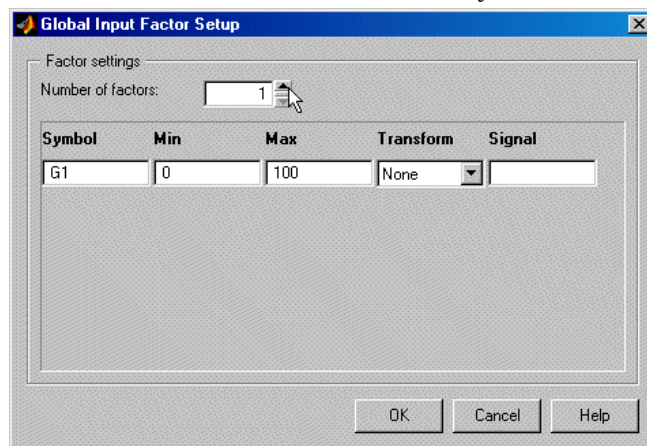 Global Input Factor Setup
Factor settings
Number of factors: 1
Symbol Min Max Transform Signal
G1 0 100 None
OK Cancel Help